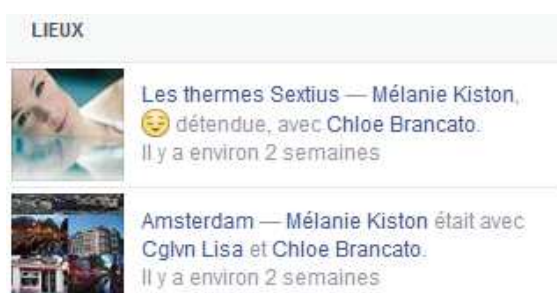 LIEUX
Les thermes Sextius — Mélanie Kiston,
détendue, avec Chloe Brancato.
Il y a environ 2 semaines
Amsterdam — Mélanie Kiston était avec
Cglvn Lisa et Chloe Brancato.
Il y a environ 2 semaines